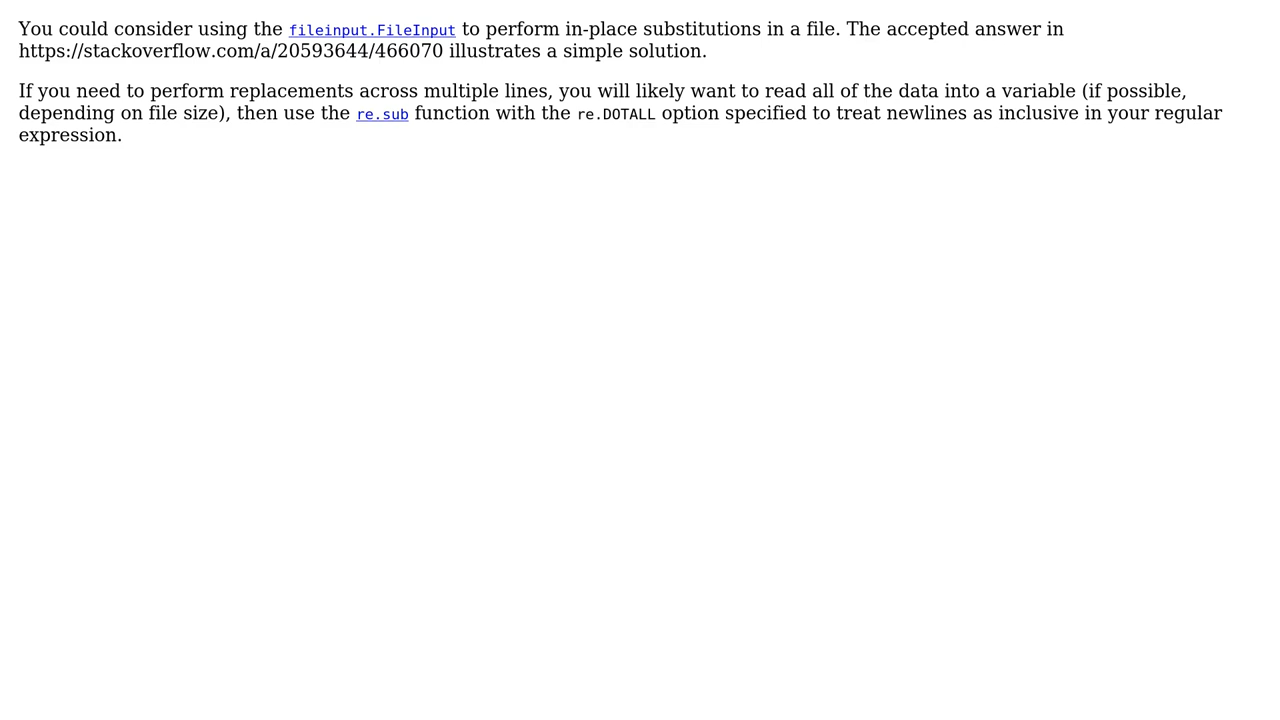 You could consider using the fileinput.FileInput to perform in-place substitutions in a file. The accepted answer in
https://stackoverflow.com/a/20593644/466070 illustrates a simple solution.
If you need to perform replacements across multiple lines, you will likely want to read all of the data into a variable (if possible,
depending on file size), then use the re.sub function with the re.DOTALL option specified to treat newlines as inclusive in your regular
expression.